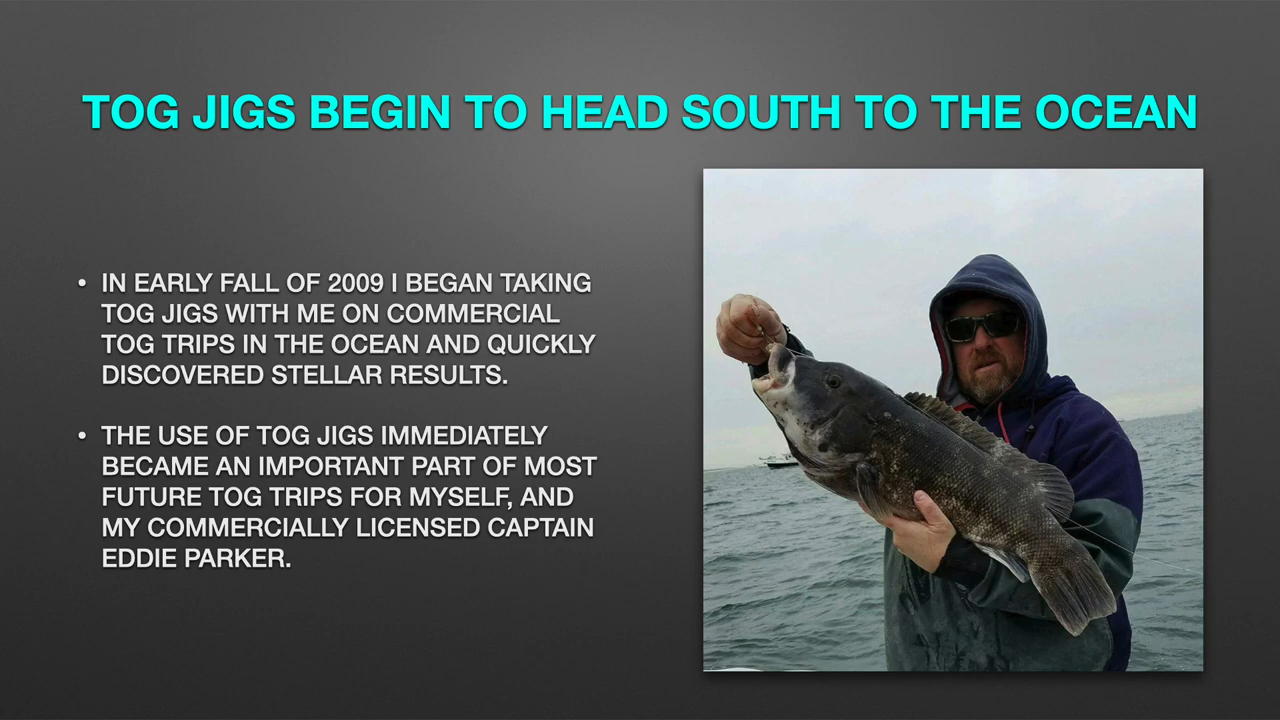 TOG JIGS BEGIN TO HEAD SOUTH TO THE OCEAN
• IN EARLY FALL OF 2009 I BEGAN TAKING
TOG JIGS WITH ME ON COMMERCIAL
TOG TRIPS IN THE OCEAN AND QUICKLY
DISCOVERED STELLAR RESULTS.
• THE USE OF TOG JIGS IMMEDIATELY
BECAME AN IMPORTANT PART OF MOST
FUTURE TOG TRIPS FOR MYSELF, AND
MY COMMERCIALLY LICENSED CAPTAIN
EDDIE PARKER.